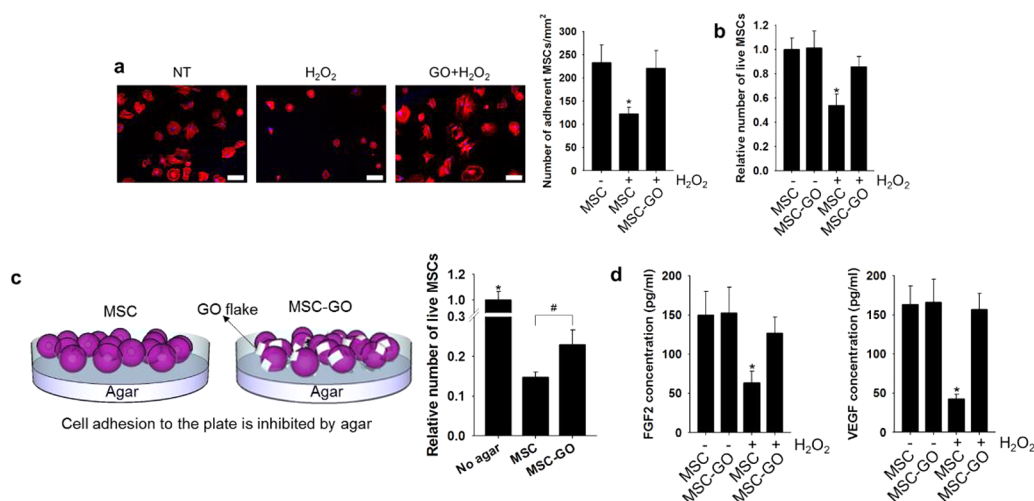 a
NT
H₂O₂
GO+H₂O₂
Number of adherent MSCs/mm²
300
250
200
150
100
50
0
*
- + +
H₂O₂
MSC
MSC
MSC-GO
b
Relative number of live MSCs
1.2
1.0
0.8
0.6
0.4
0.2
0.0
*
- - + +
H₂O₂
MSC
MSC-GO
MSC
MSC-GO
c
MSC
GO flake
MSC-GO
Agar
Agar
Cell adhesion to the plate is inhibited by agar
Relative number of live MSCs
1.2
1.0
0.3
0.2
0.1
0.0
*
#
No agar
MSC
MSC-GO
d
FGF2 concentration (pg/ml)
200
150
100
50
0
*
- - + +
H₂O₂
MSC
MSC-GO
MSC
MSC-GO
VEGF concentration (pg/ml)
200
150
100
50
0
*
- - + +
H₂O₂
MSC
MSC-GO
MSC
MSC-GO